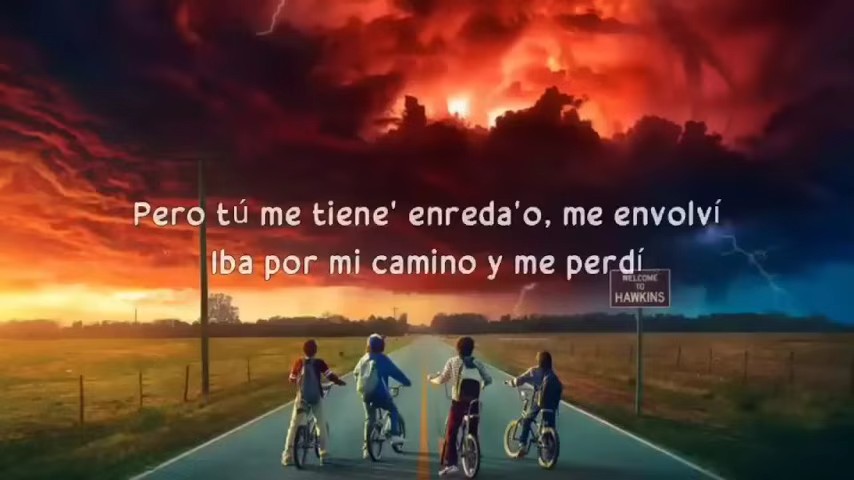 Pero tú me tiene' enreda'o, me envolví
Iba por mi camino y me perdí
WELCOME
TO
HAWKINS